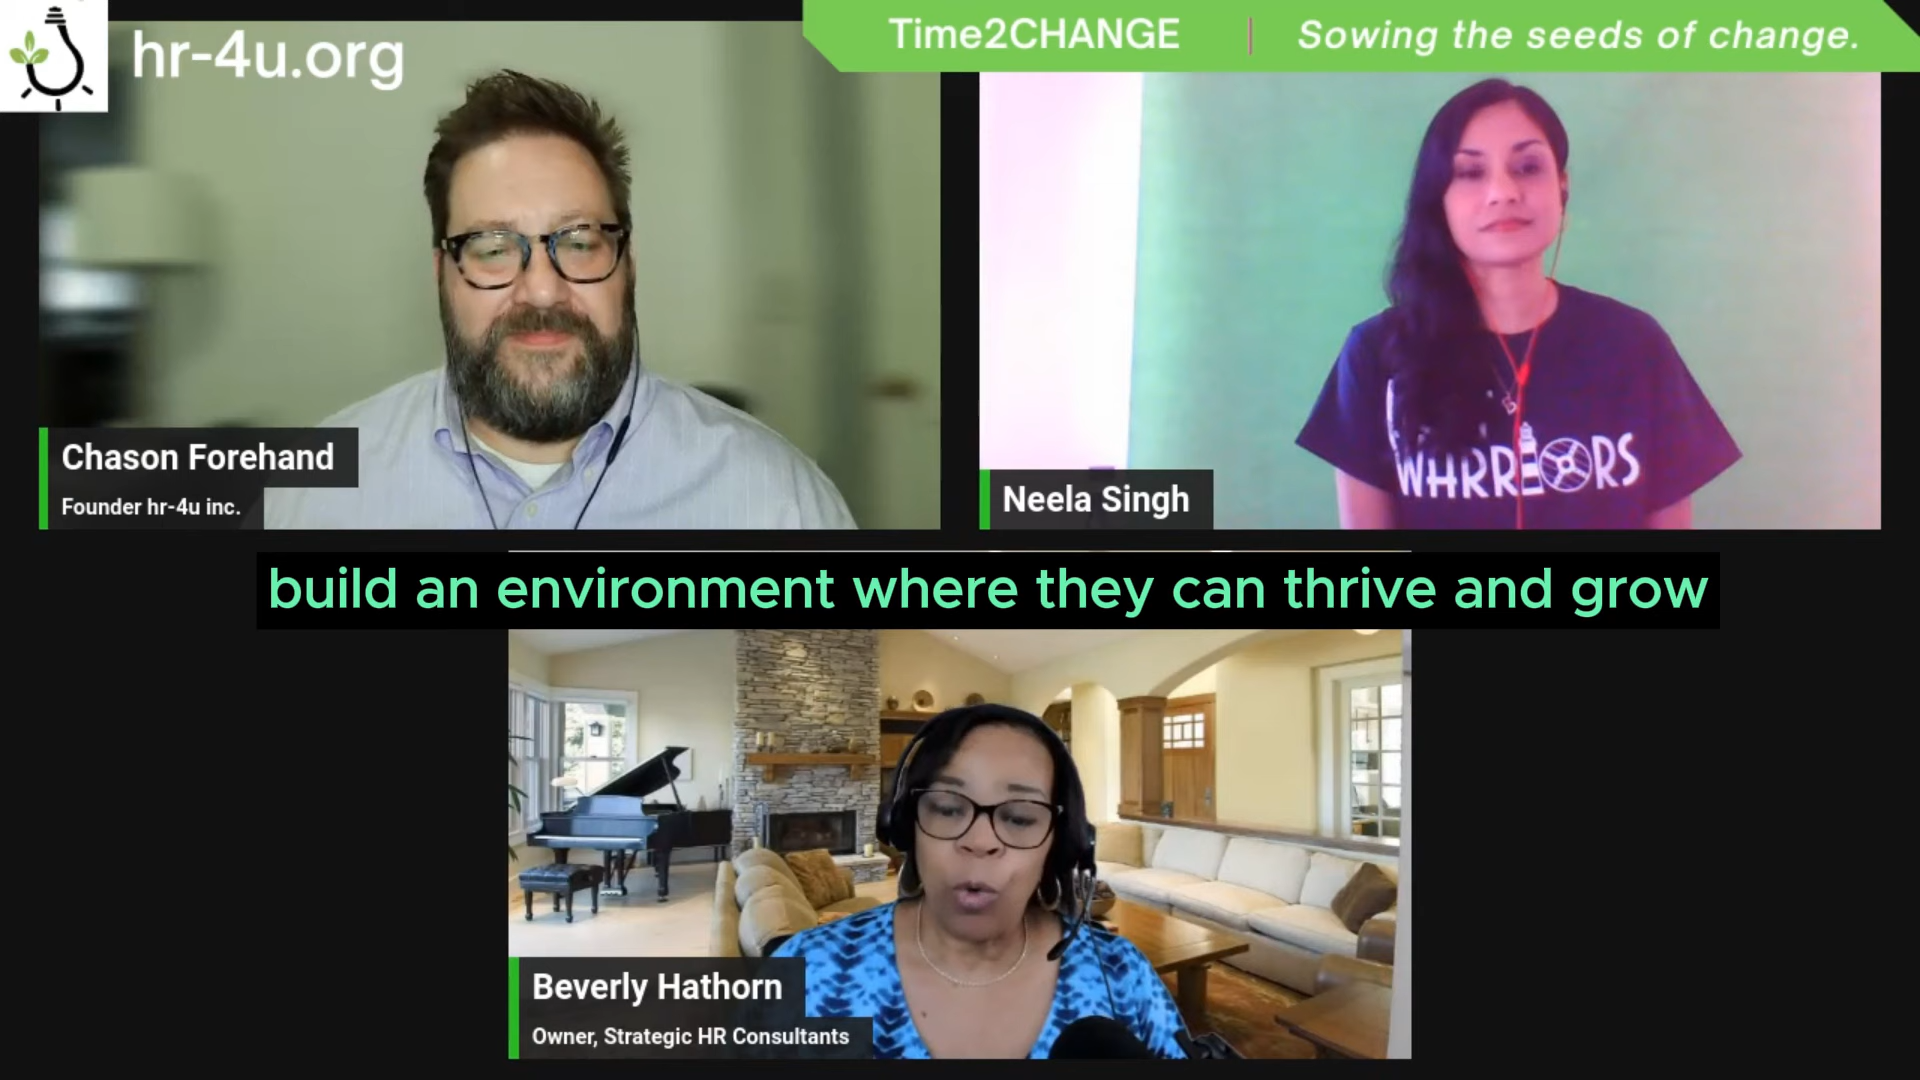 hr-4u.org
Time2CHANGE | Sowing the seeds of change.
Chason Forehand
Founder hr-4u inc.
WARRIORS
Neela Singh
build an environment where they can thrive and grow
Beverly Hathorn
Owner, Strategic HR Consultants